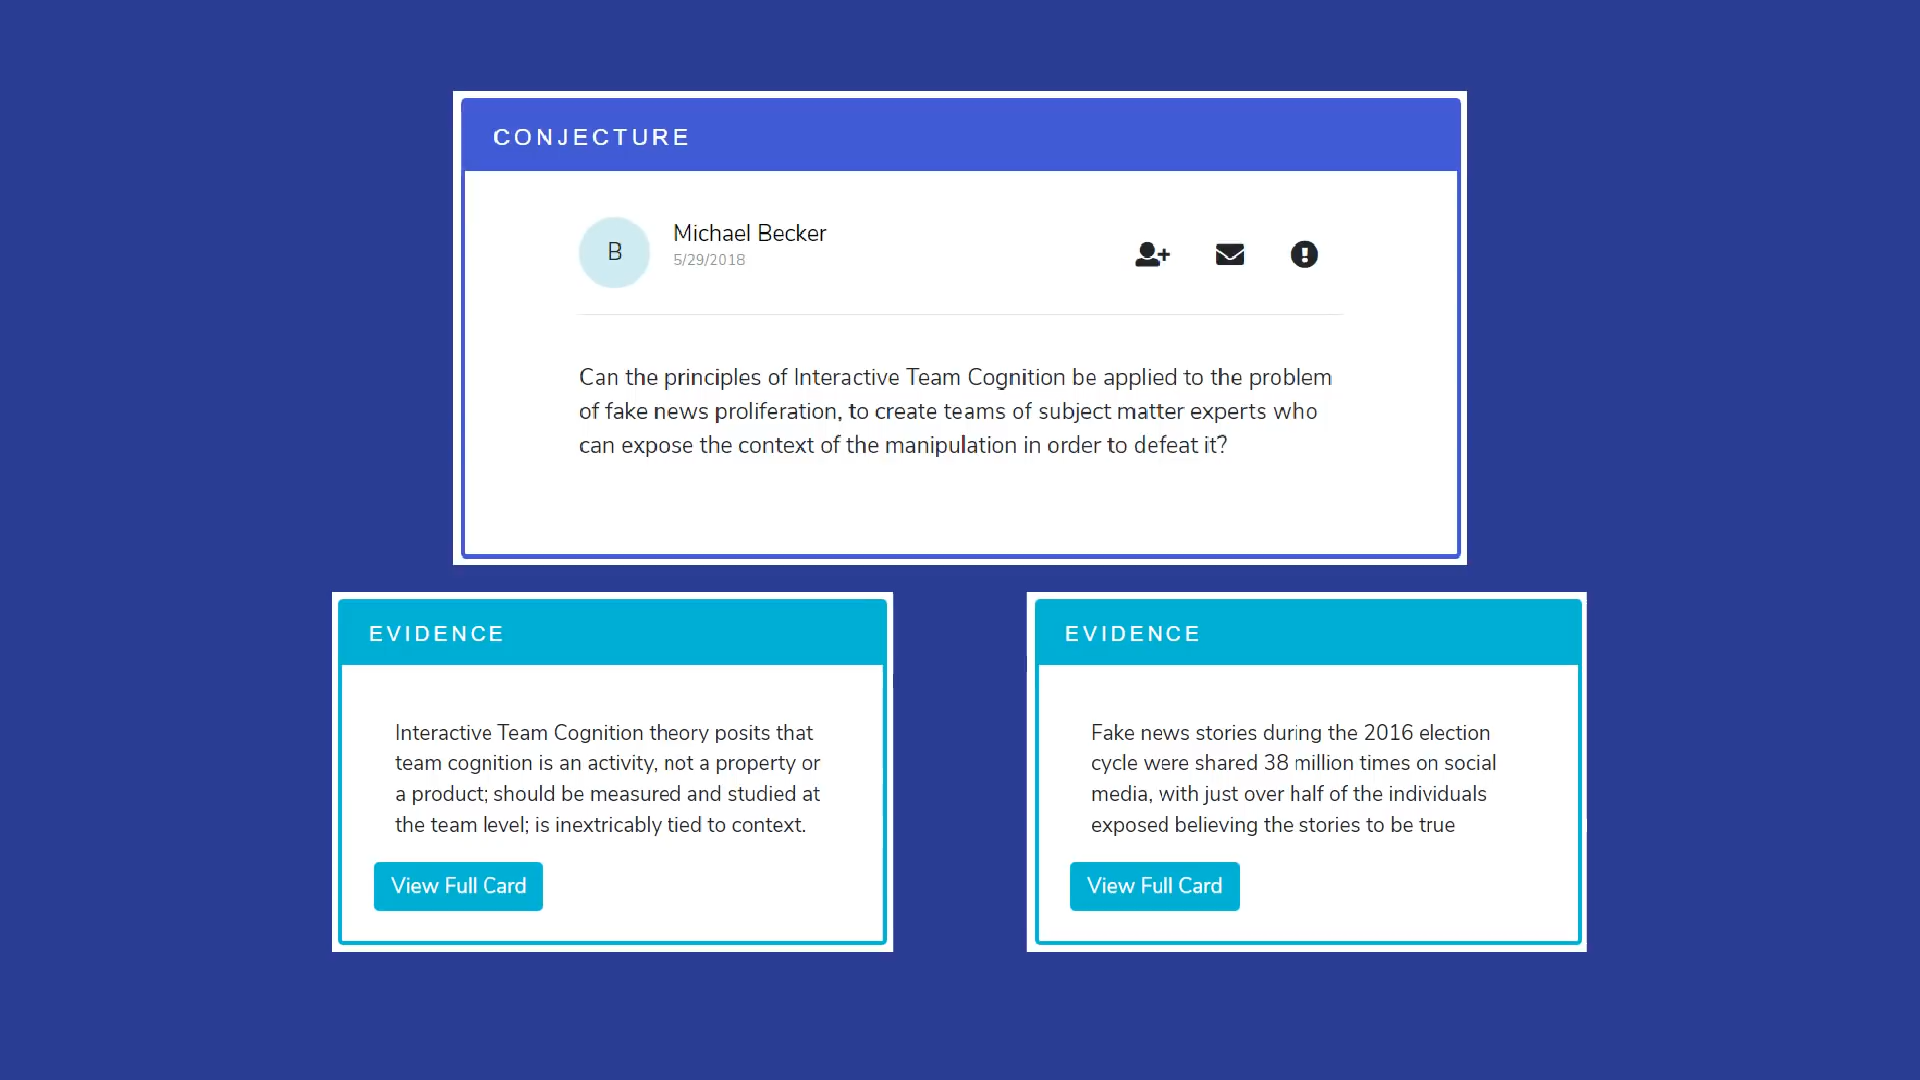 CONJECTURE
B
Michael Becker
5/29/2018
Can the principles of Interactive Team Cognition be applied to the problem
of fake news proliferation, to create teams of subject matter experts who
can expose the context of the manipulation in order to defeat it?
EVIDENCE
Interactive Team Cognition theory posits that
team cognition is an activity, not a property or
a product; should be measured and studied at
the team level; is inextricably tied to context.
View Full Card
EVIDENCE
Fake news stories during the 2016 election
cycle were shared 38 million times on social
media, with just over half of the individuals
exposed believing the stories to be true
View Full Card